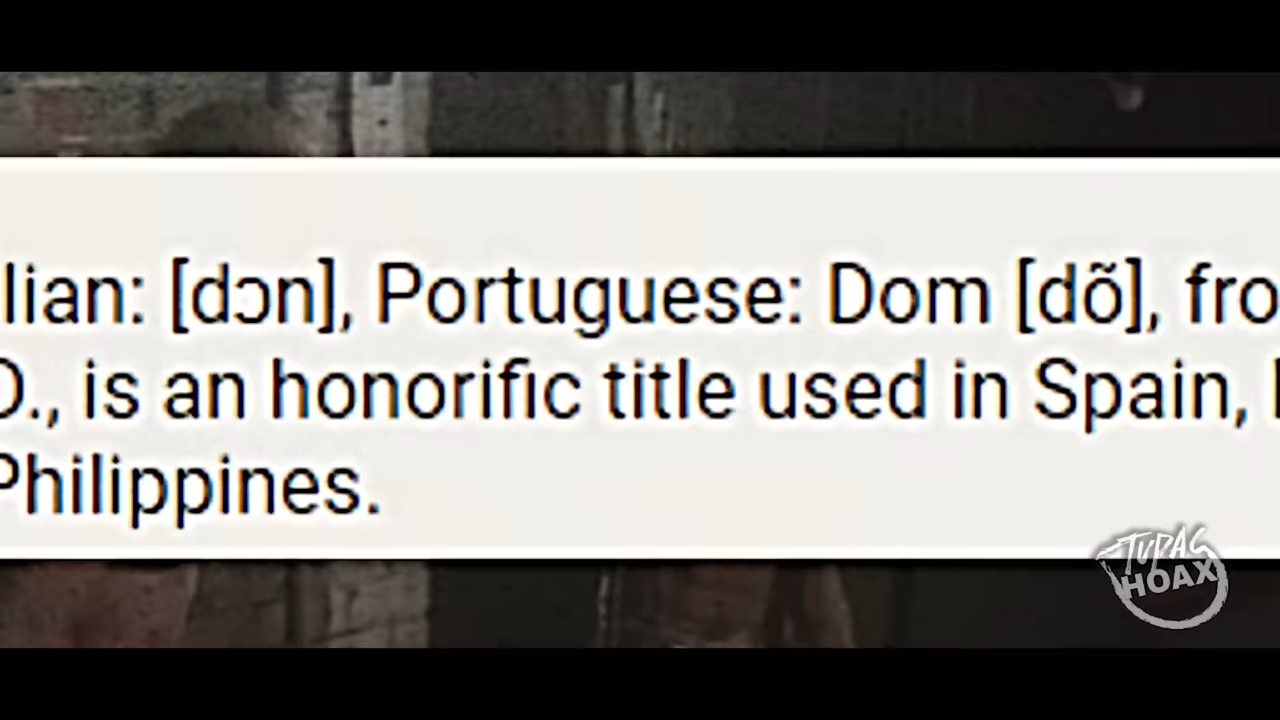 lian: [dɔn], Portuguese: Dom [dõ], fro
D., is an honorific title used in Spain,
Philippines.
TUPAC
HOAX